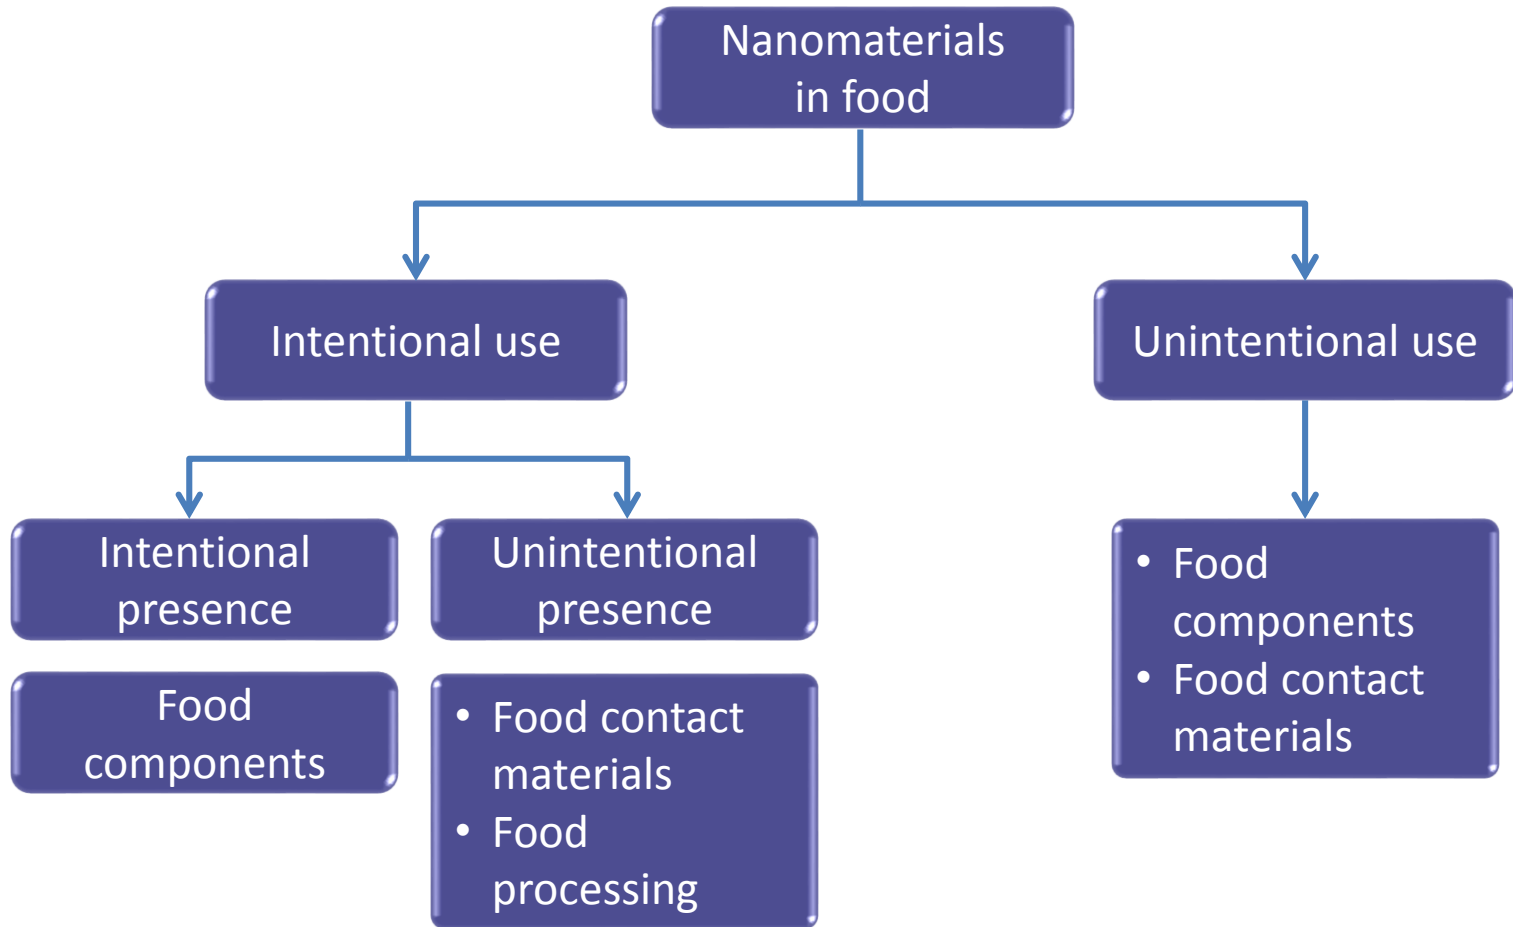 Nanomaterials
in food
Intentional use
Unintentional use
Intentional
presence
Unintentional
presence
Food
components
• Food contact
materials
• Food
processing
• Food
components
• Food contact
materials